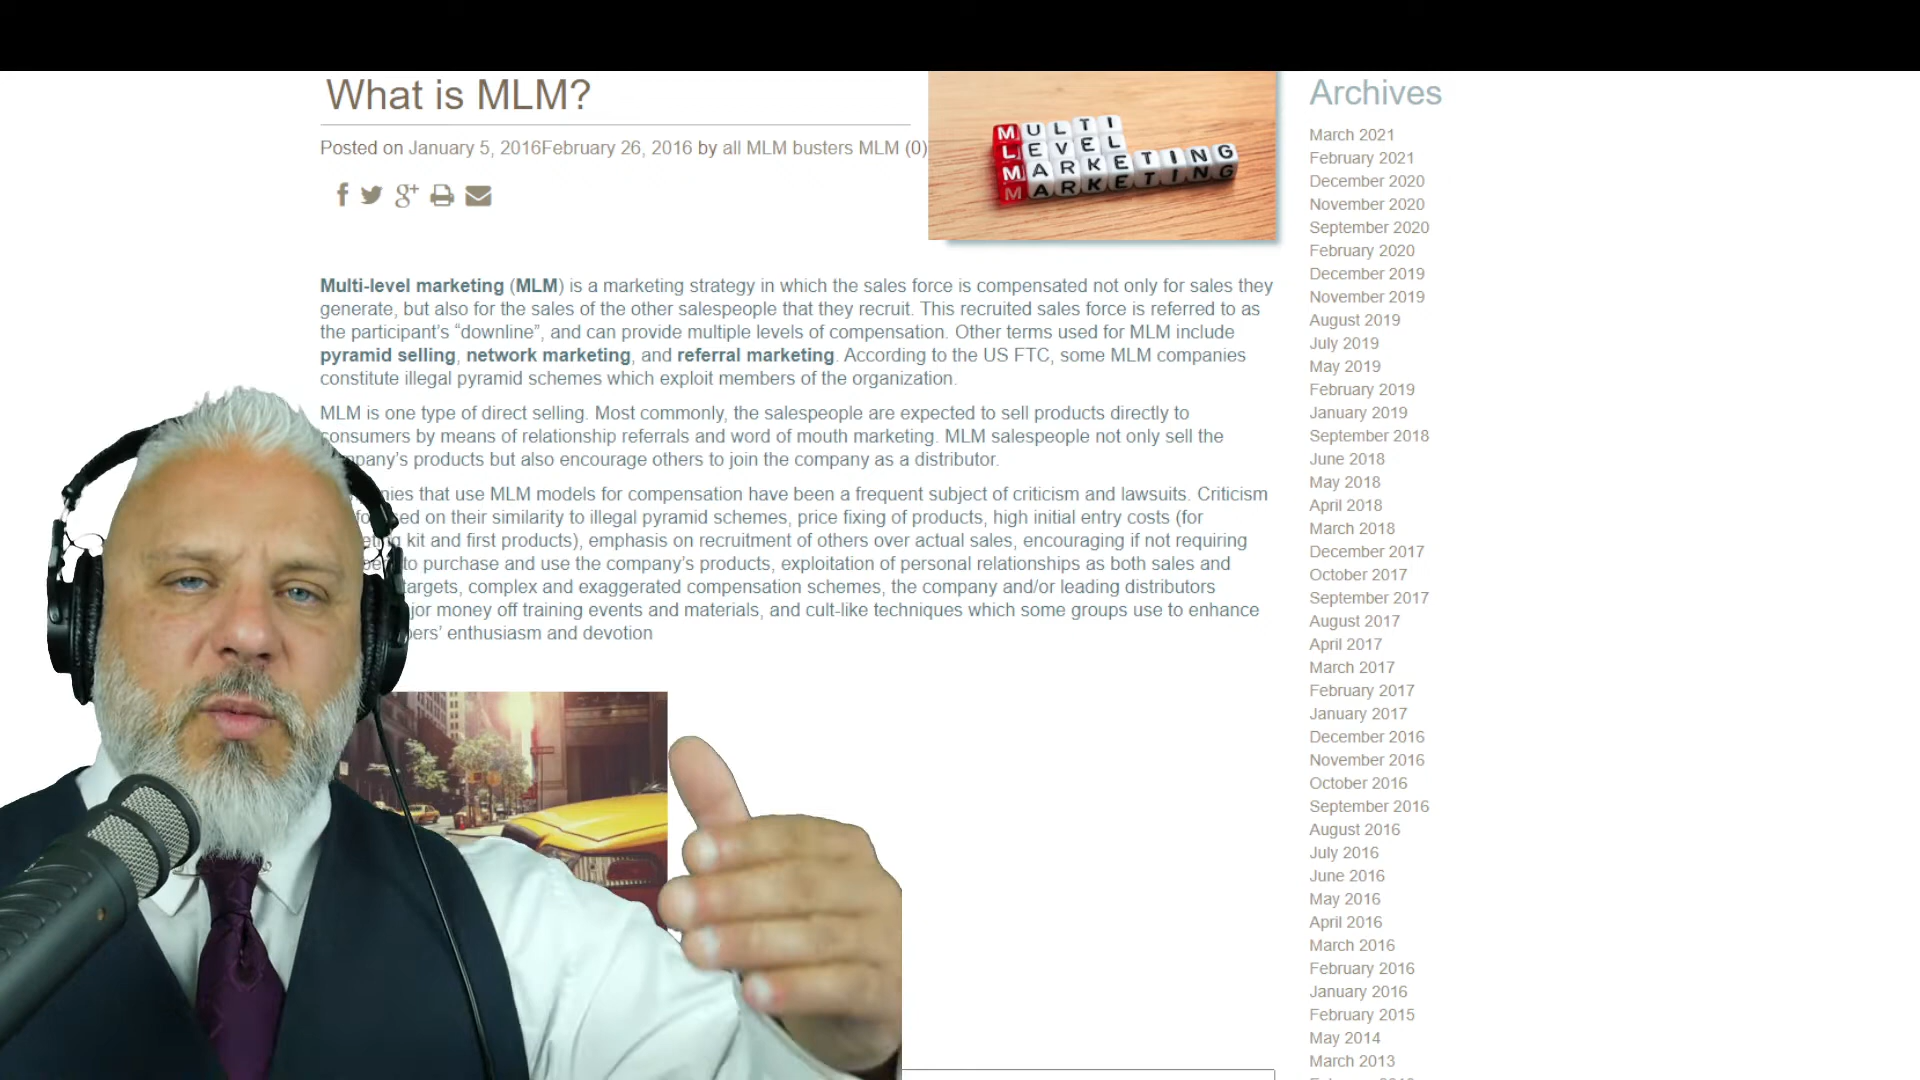 What is MLM?
Posted on January 5, 2016February 26, 2016 by all MLM busters MLM (0)
MULTI
LEVEL
MARKETING
Multi-level marketing (MLM) is a marketing strategy in which the sales force is compensated not only for sales they
generate, but also for the sales of the other salespeople that they recruit. This recruited sales force is referred to as
the participant's “downline”, and can provide multiple levels of compensation. Other terms used for MLM include
pyramid selling, network marketing, and referral marketing. According to the US FTC, some MLM companies
constitute illegal pyramid schemes which exploit members of the organization.
MLM is one type of direct selling. Most commonly, the salespeople are expected to sell products directly to
consumers by means of relationship referrals and word of mouth marketing. MLM salespeople not only sell the
pany’s products but also encourage others to join the company as a distributor.
nies that use MLM models for compensation have been a frequent subject of criticism and lawsuits. Criticism
on their similarity to illegal pyramid schemes, price fixing of products, high initial entry costs (for
kit and first products), emphasis on recruitment of others over actual sales, encouraging if not requiring
to purchase and use the company’s products, exploitation of personal relationships as both sales and
targets, complex and exaggerated compensation schemes, the company and/or leading distributors
jor money off training events and materials, and cult-like techniques which some groups use to enhance
bers’ enthusiasm and devotion
Archives
March 2021
February 2021
December 2020
November 2020
September 2020
February 2020
December 2019
November 2019
August 2019
July 2019
May 2019
February 2019
January 2019
September 2018
June 2018
May 2018
April 2018
March 2018
December 2017
October 2017
September 2017
August 2017
April 2017
March 2017
February 2017
January 2017
December 2016
November 2016
October 2016
September 2016
August 2016
July 2016
June 2016
May 2016
April 2016
March 2016
February 2016
January 2016
February 2015
May 2014
March 2013